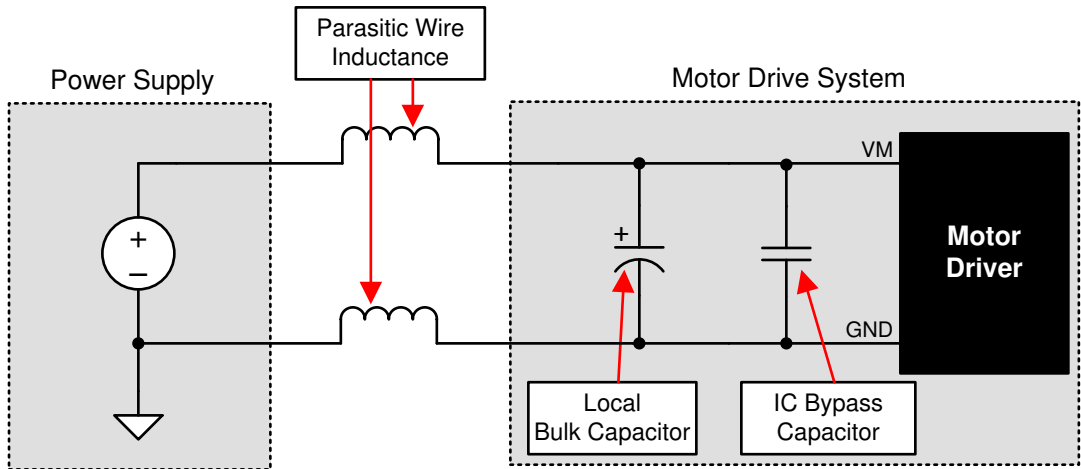 Parasitic Wire
Inductance
Power Supply
Motor Drive System
VM
+
–
+
Motor
Driver
GND
Local
Bulk Capacitor
IC Bypass
Capacitor